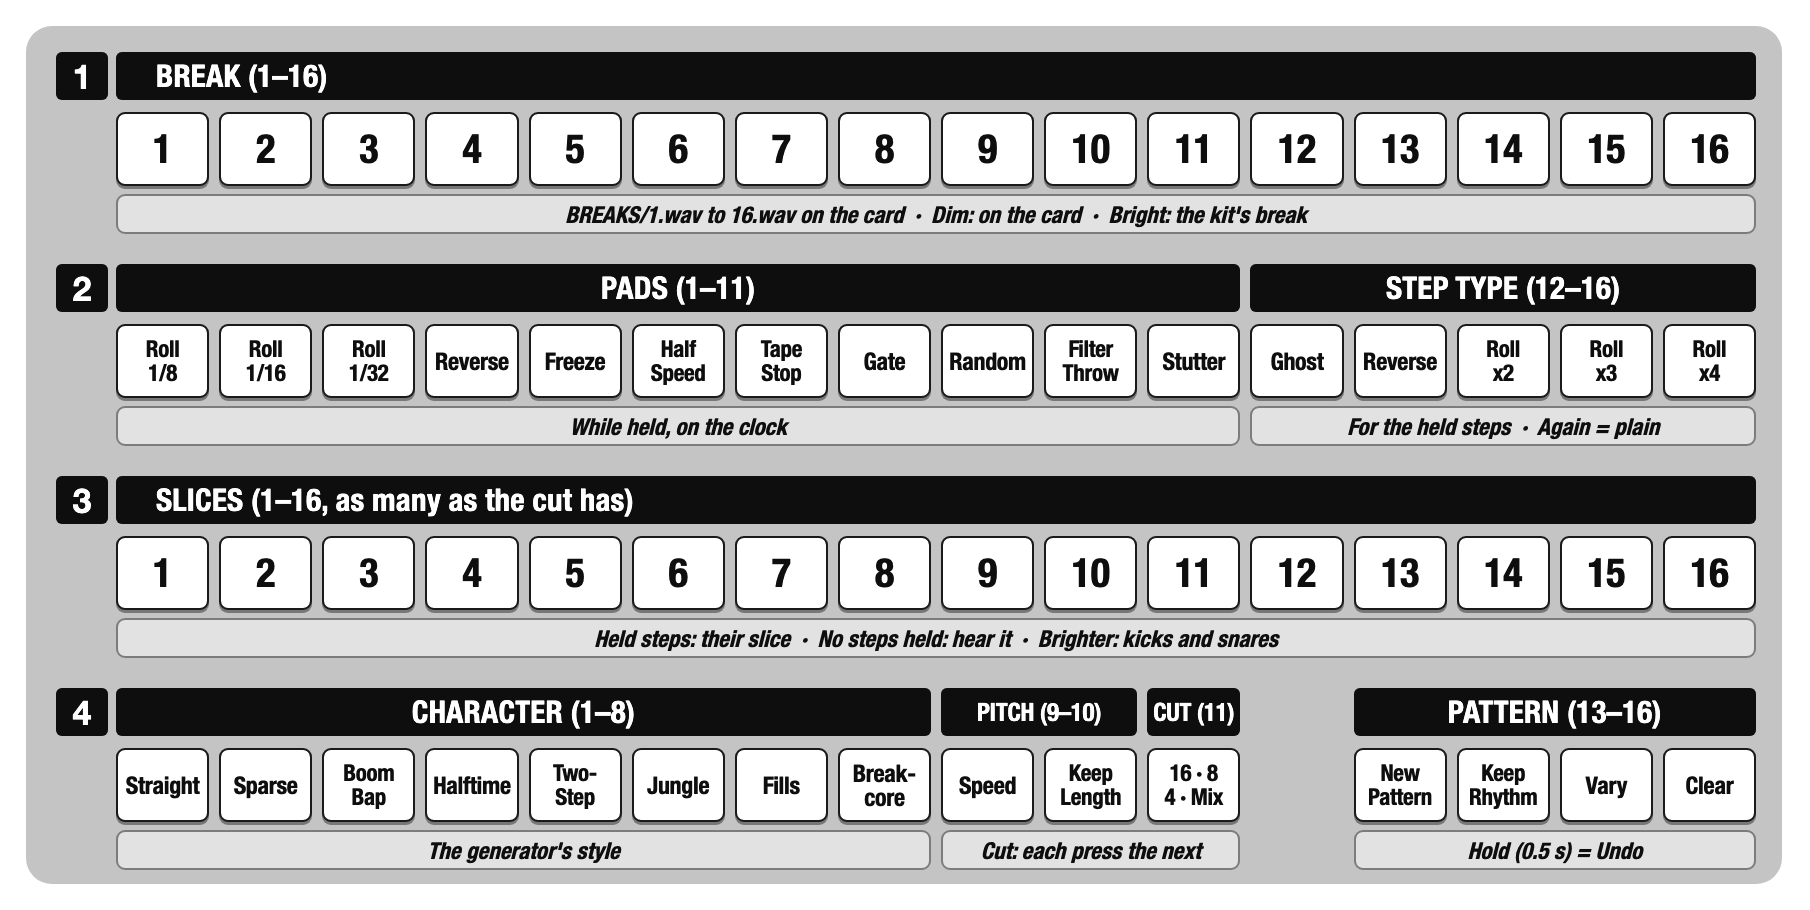 1 BREAK (1–16)
1 2 3 4 5 6 7 8 9 10 11 12 13 14 15 16
BREAKS/1.wav to 16.wav on the card · Dim: on the card · Bright: the kit's break
2 PADS (1–11) STEP TYPE (12–16)
Roll 1/8 Roll 1/16 Roll 1/32 Reverse Freeze Half Speed Tape Stop Gate Random Filter Throw Stutter Ghost Reverse Roll x2 Roll x3 Roll x4
While held, on the clock For the held steps · Again = plain
3 SLICES (1–16, as many as the cut has)
1 2 3 4 5 6 7 8 9 10 11 12 13 14 15 16
Held steps: their slice · No steps held: hear it · Brighter: kicks and snares
4 CHARACTER (1–8) PITCH (9–10) CUT (11) PATTERN (13–16)
Straight Sparse Boom Bap Halftime Two-Step Jungle Fills Break-core Speed Keep Length 16 · 8 4 · Mix New Pattern Keep Rhythm Vary Clear
The generator's style Cut: each press the next Hold (0.5 s) = Undo